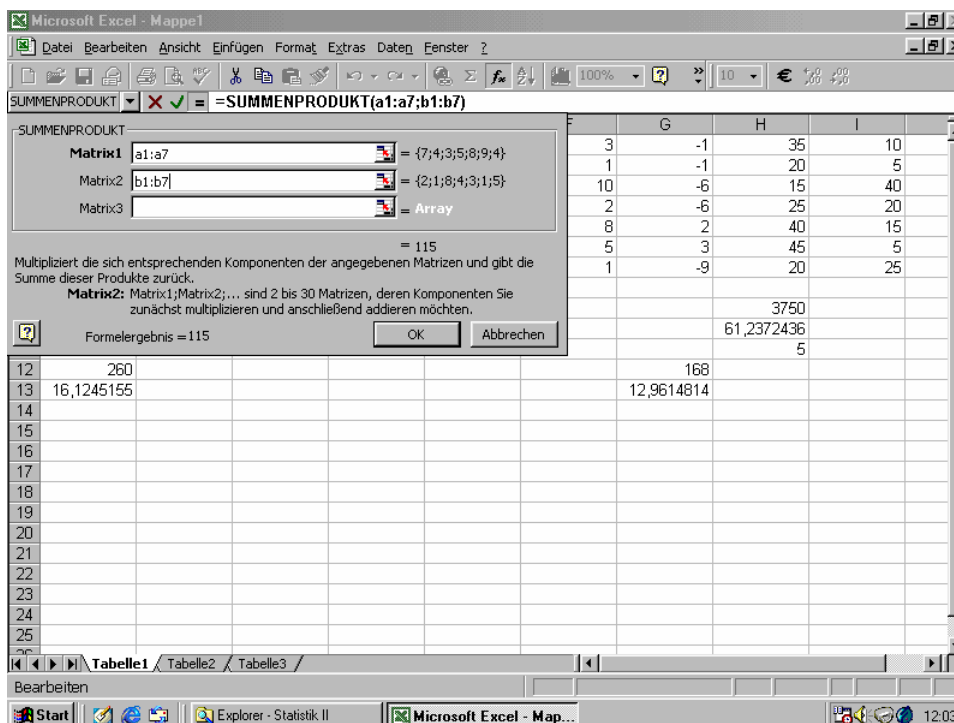 Microsoft Excel - Mappe1
Datei Bearbeiten Ansicht Einfügen Format Extras Daten Fenster ?
100% 10 €
SUMMENPRODUKT = =SUMMENPRODUKT(a1:a7;b1:b7)
SUMMENPRODUKT
Matrix1 a1:a7 = {7;4;3;5;8;9;4}
Matrix2 b1:b7 = {2;1;8;4;3;1;5}
Matrix3 = Array
= 115
Multipliziert die sich entsprechenden Komponenten der angegebenen Matrizen und gibt die
Summe dieser Produkte zurück.
Matrix2: Matrix1;Matrix2;... sind 2 bis 30 Matrizen, deren Komponenten Sie
zunächst multiplizieren und anschließend addieren möchten.
Formelergebnis =115 OK Abbrechen
G H I
3 -1 35 10
1 -1 20 5
10 -6 15 40
2 -6 25 20
8 2 40 15
5 3 45 5
1 -9 20 25
3750
61,2372436
5
12 260 168
13 16,1245155 12,9614814
14
15
16
17
18
19
20
21
22
23
24
25
Tabelle1 Tabelle2 Tabelle3
Bearbeiten
Start Explorer - Statistik II Microsoft Excel - Map... 12:03